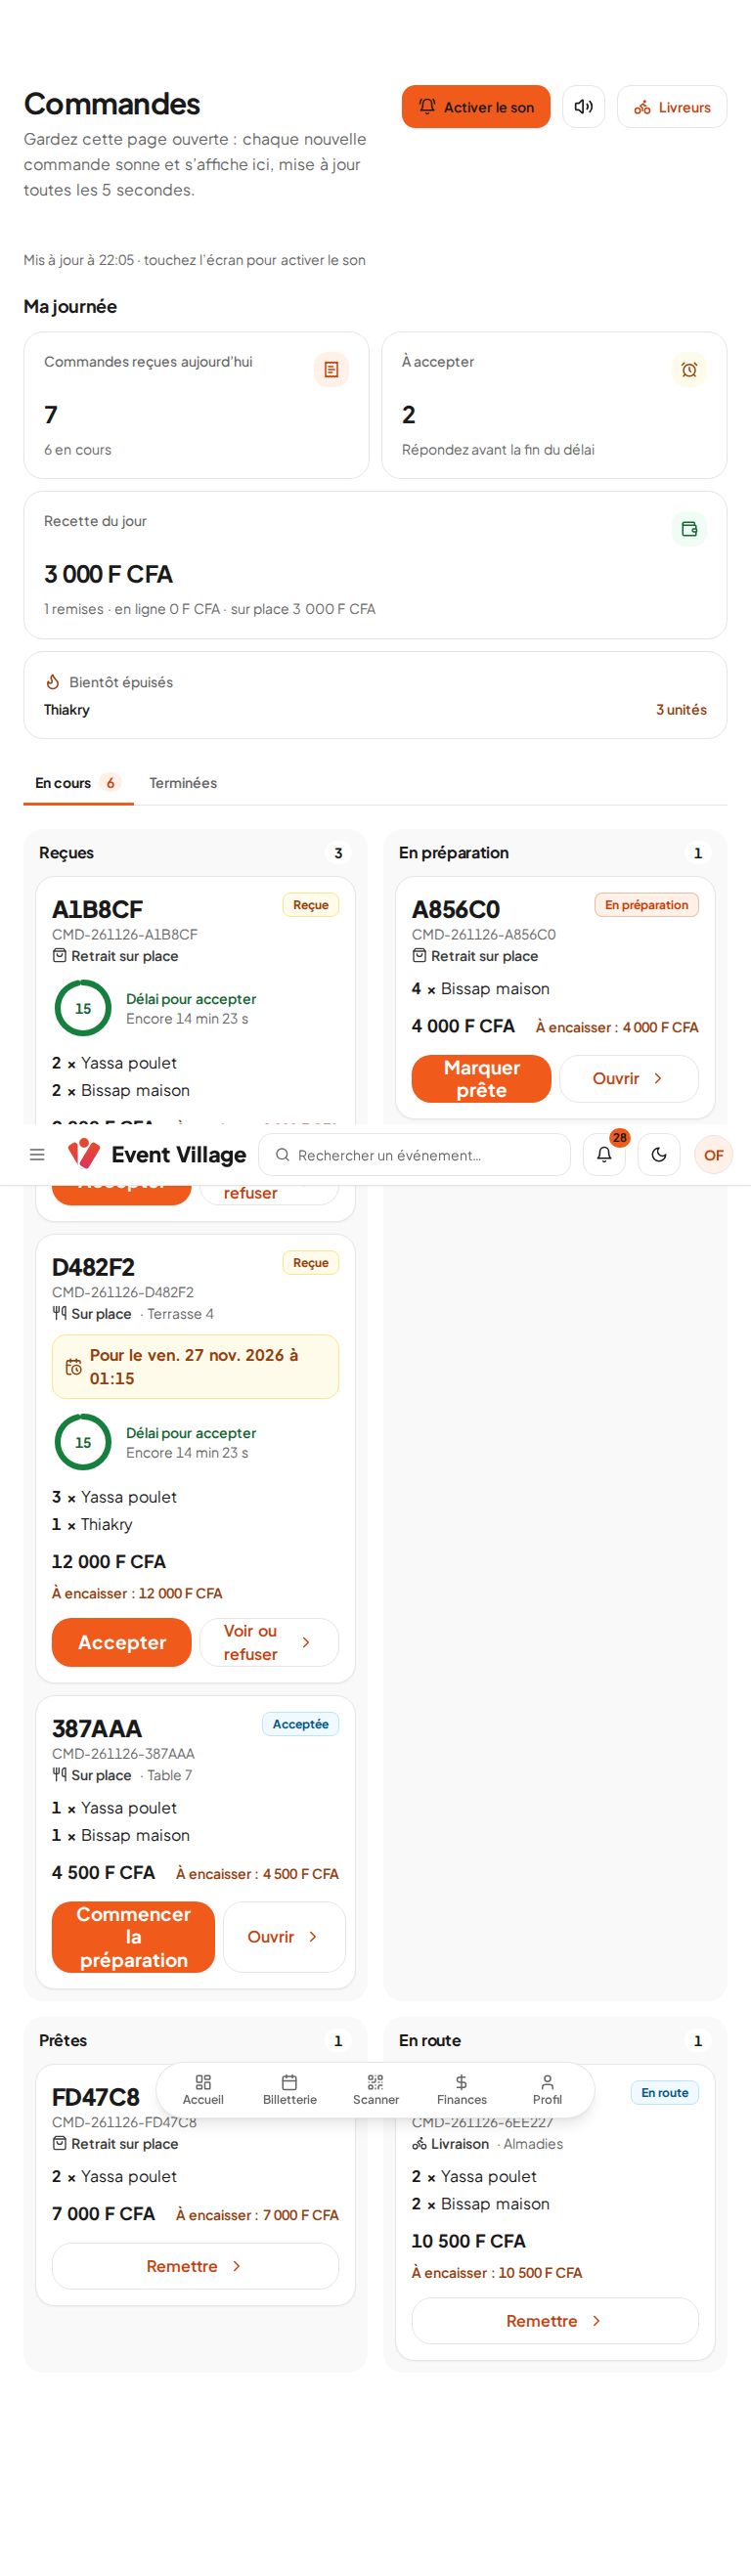 Commandes
Activer le son
Livreurs
Gardez cette page ouverte : chaque nouvelle
commande sonne et s’affiche ici, mise à jour
toutes les 5 secondes.
Mis à jour à 22:05 · touchez l’écran pour activer le son
Ma journée
Commandes reçues aujourd’hui
7
6 en cours
À accepter
2
Répondez avant la fin du délai
Recette du jour
3 000 F CFA
1 remises · en ligne 0 F CFA · sur place 3 000 F CFA
Bientôt épuisés
Thiakry
3 unités
En cours 6
Terminées
Reçues 3
A1B8CF
Reçue
CMD-261126-A1B8CF
Retrait sur place
15
Délai pour accepter
Encore 14 min 23 s
2 × Yassa poulet
2 × Bissap maison
En préparation 1
A856C0
En préparation
CMD-261126-A856C0
Retrait sur place
4 × Bissap maison
4 000 F CFA
À encaisser : 4 000 F CFA
Marquer
prête
Ouvrir
Event Village
Rechercher un événement…
28
OF
Accepter
refuser
D482F2
Reçue
CMD-261126-D482F2
Sur place · Terrasse 4
Pour le ven. 27 nov. 2026 à
01:15
15
Délai pour accepter
Encore 14 min 23 s
3 × Yassa poulet
1 × Thiakry
12 000 F CFA
À encaisser : 12 000 F CFA
Accepter
Voir ou
refuser
387AAA
Acceptée
CMD-261126-387AAA
Sur place · Table 7
1 × Yassa poulet
1 × Bissap maison
4 500 F CFA
À encaisser : 4 500 F CFA
Commencer
la
préparation
Ouvrir
Prêtes 1
FD47C8
CMD-261126-FD47C8
Retrait sur place
2 × Yassa poulet
7 000 F CFA
À encaisser : 7 000 F CFA
Remettre
En route 1
En route
CMD-261126-6EE227
Livraison · Almadies
2 × Yassa poulet
2 × Bissap maison
10 500 F CFA
À encaisser : 10 500 F CFA
Remettre
Accueil
Billetterie
Scanner
Finances
Profil